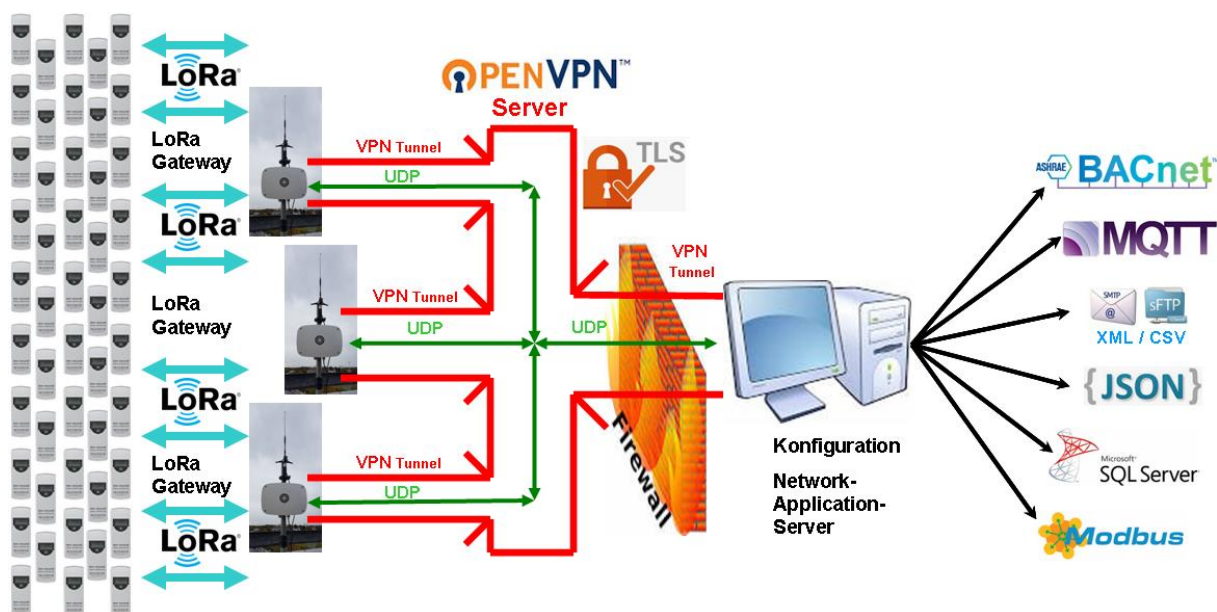 LoRa®
LoRa
Gateway
LoRa®
LoRa
Gateway
LoRa®
LoRa
Gateway
LoRa®
OPENVPN™
Server
VPN Tunnel
UDP
TLS
VPN Tunnel
UDP
UDP
VPN
Tunnel
VPN Tunnel
UDP
Firewall
Konfiguration
Network-
Application-
Server
ASHRAE BACnet™
MQTT
SMTP
@
sFTP
XML / CSV
{JSON}
Microsoft®
SQL Server
Modbus